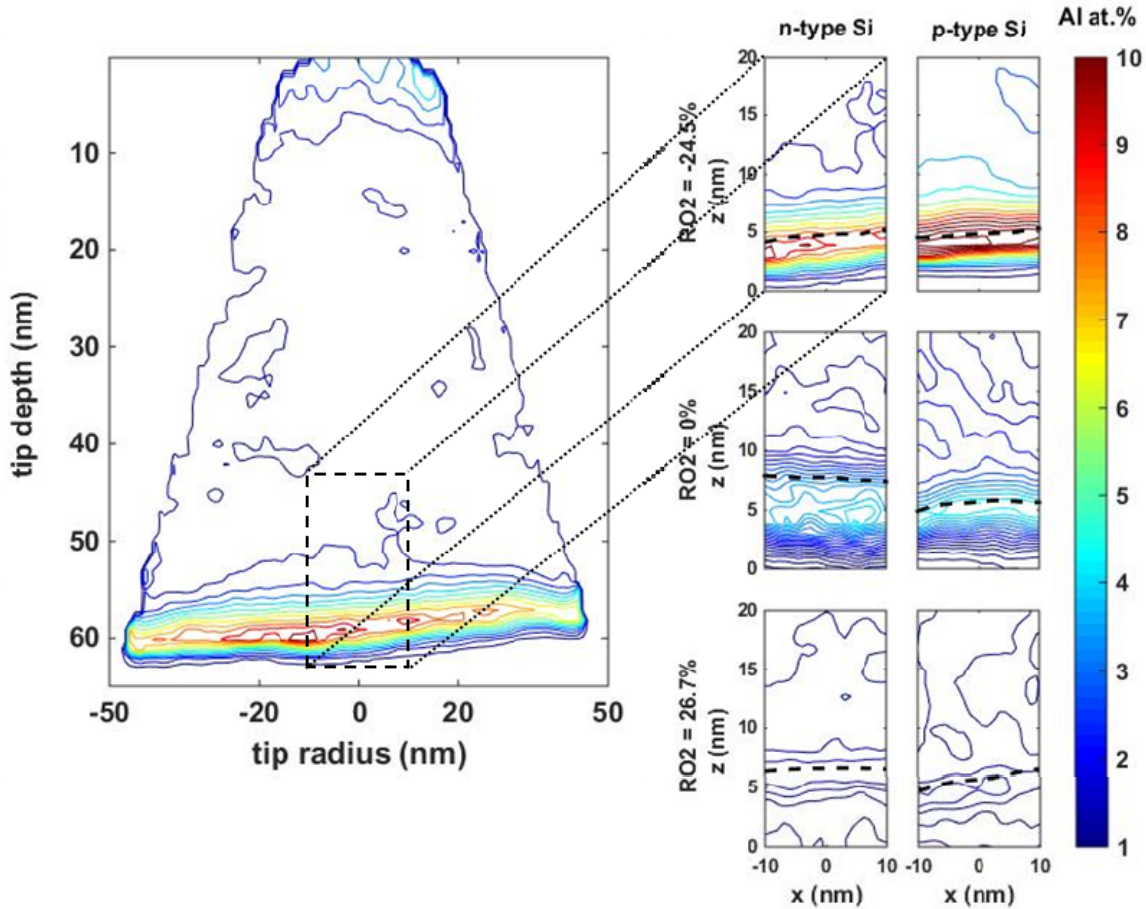 n-type Si p-type Si Al at.%
tip depth (nm)
10
20
30
40
50
60
-50 -20 0 20 50
tip radius (nm)
RO2 = -24.5%
z (nm)
20
15
10
5
0
RO2 = 0%
z (nm)
20
15
10
5
0
RO2 = 26.7%
z (nm)
20
15
10
5
0
-10 0 10
x (nm)
-10 0 10
x (nm)
10
9
8
7
6
5
4
3
2
1